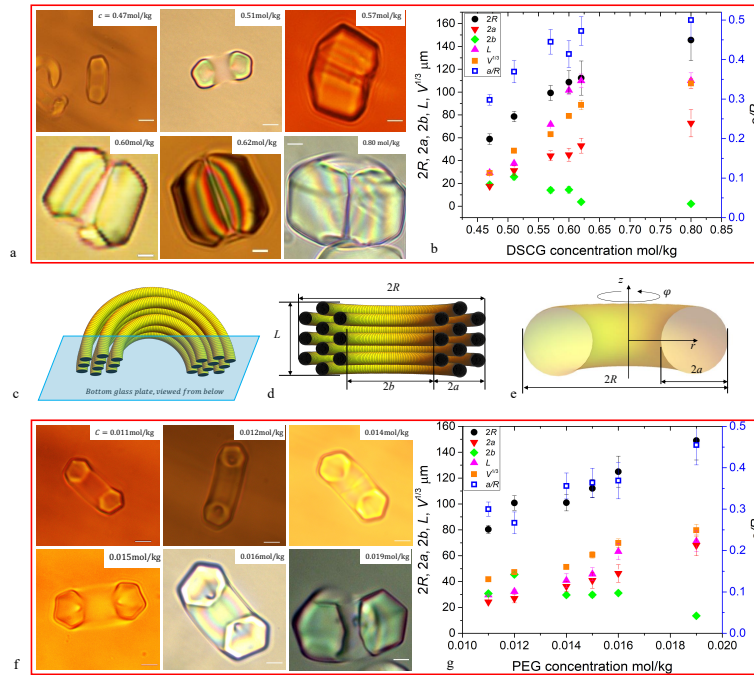 c = 0.47mol/kg
0.51mol/kg
0.57mol/kg
0.60mol/kg
0.62mol/kg
0.80 mol/kg
a
2R, 2a, 2b, L, V^1/3 μm
160
140
120
100
80
60
40
20
0
2R
2a
2b
L
V^1/3
a/R
0.5
0.4
0.3
0.2
0.1
0.0
0.45 0.50 0.55 0.60 0.65 0.70 0.75 0.80 0.85
DSCG concentration mol/kg
b
Bottom glass plate, viewed from below
c
2R
L
2b
2a
d
z
φ
r
2a
2R
e
C = 0.011mol/kg
0.012mol/kg
0.014mol/kg
0.015mol/kg
0.016mol/kg
0.019mol/kg
f
2R, 2a, 2b, L, V^1/3 μm
160
140
120
100
80
60
40
20
0
2R
2a
2b
L
V^1/3
a/R
0.5
0.4
0.3
0.2
0.1
0.0
0.010 0.012 0.014 0.016 0.018 0.020
PEG concentration mol/kg
g